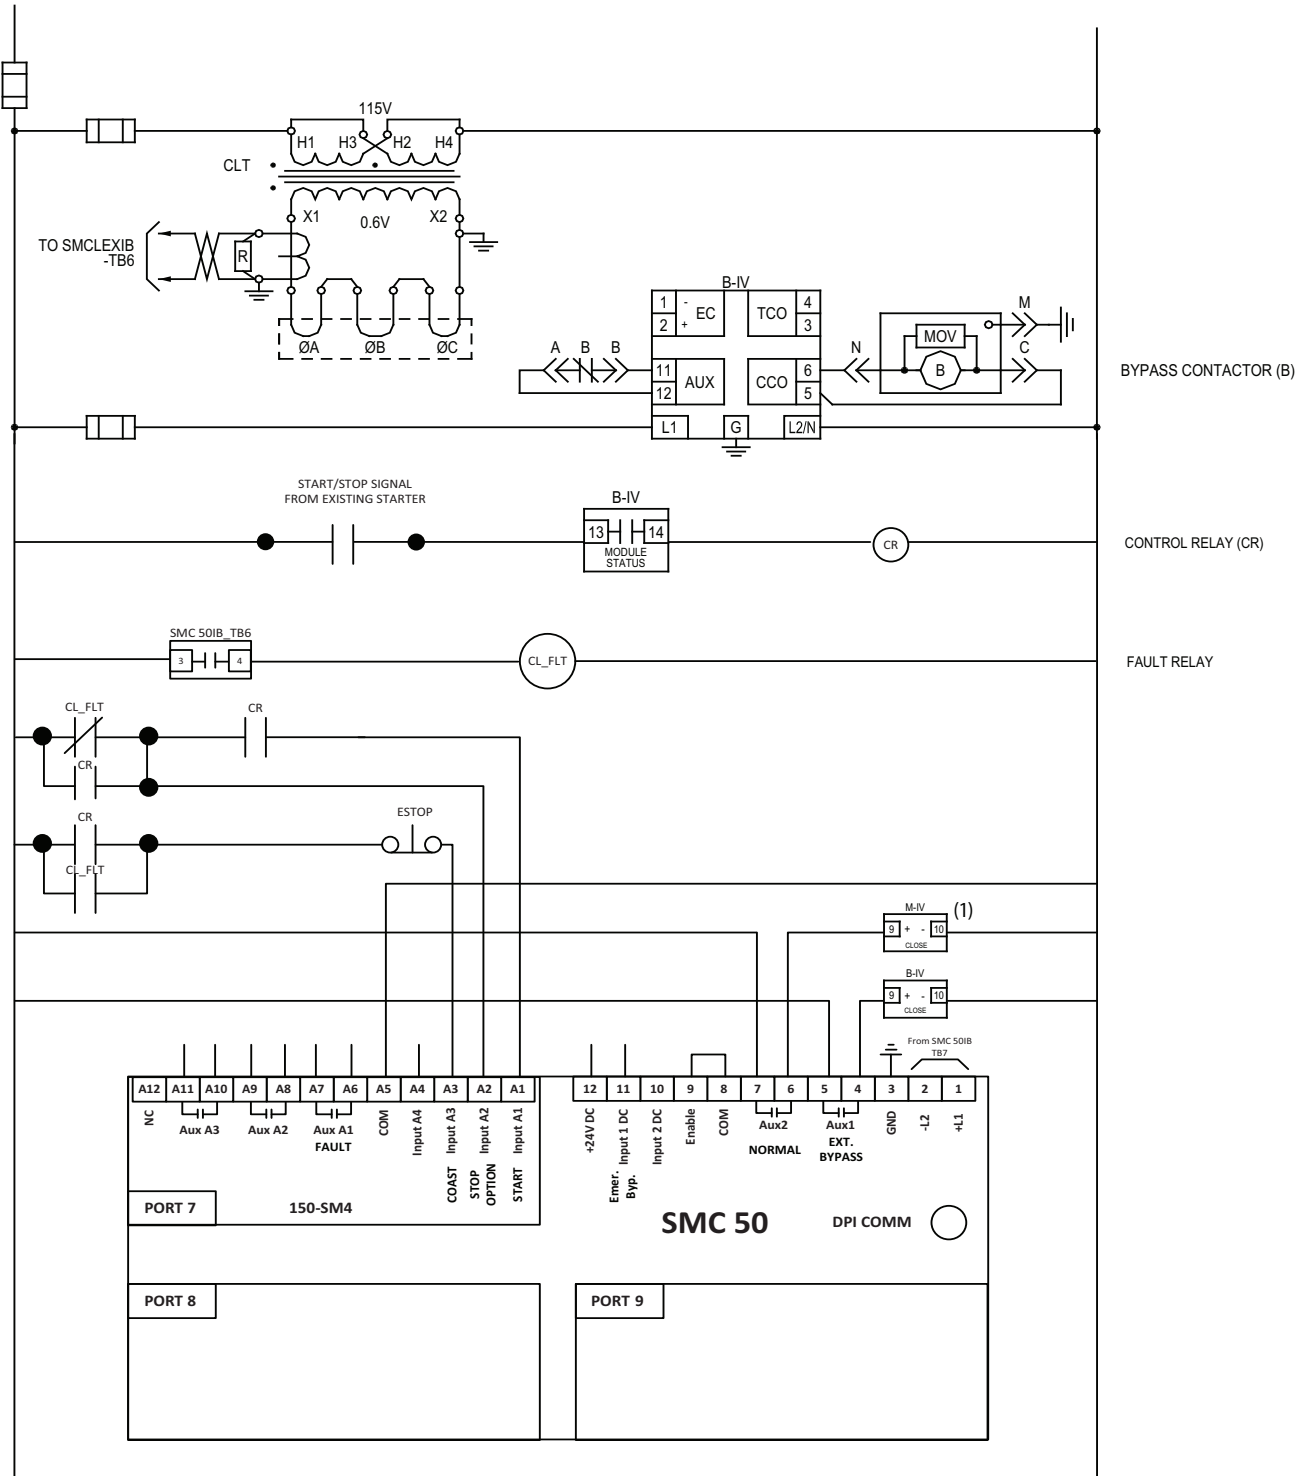 115V
H1 H3 H2 H4
CLT
X1 0.6V X2
TO SMCLEXIB
-TB6
R
ØA ØB ØC
B-IV
1 - EC TCO 4
2 + 3
A B B
11 AUX CCO 6
12 5
L1 G L2/N
N MOV M
B C
BYPASS CONTACTOR (B)
START/STOP SIGNAL
FROM EXISTING STARTER
B-IV
13 14
MODULE
STATUS
CR
CONTROL RELAY (CR)
SMC 50IB_TB6
3 4
CL_FLT
FAULT RELAY
CL_FLT CR
CR
CR ESTOP
CL_FLT
M-IV (1)
9 + - 10
CLOSE
B-IV
9 + - 10
CLOSE
From SMC 50IB
TB7
A12 A11 A10 A9 A8 A7 A6 A5 A4 A3 A2 A1
12 11 10 9 8 7 6 5 4 3 2 1
NC
Aux A3
Aux A2
Aux A1
FAULT
COM
Input A4
Input A3
COAST
Input A2
STOP
OPTION
Input A1
START
+24V DC
Input 1 DC
Emer.
Byp.
Input 2 DC
Enable
COM
Aux2
NORMAL
Aux1
EXT.
BYPASS
GND
-L2
+L1
PORT 7
150-SM4
SMC 50
DPI COMM
PORT 8
PORT 9